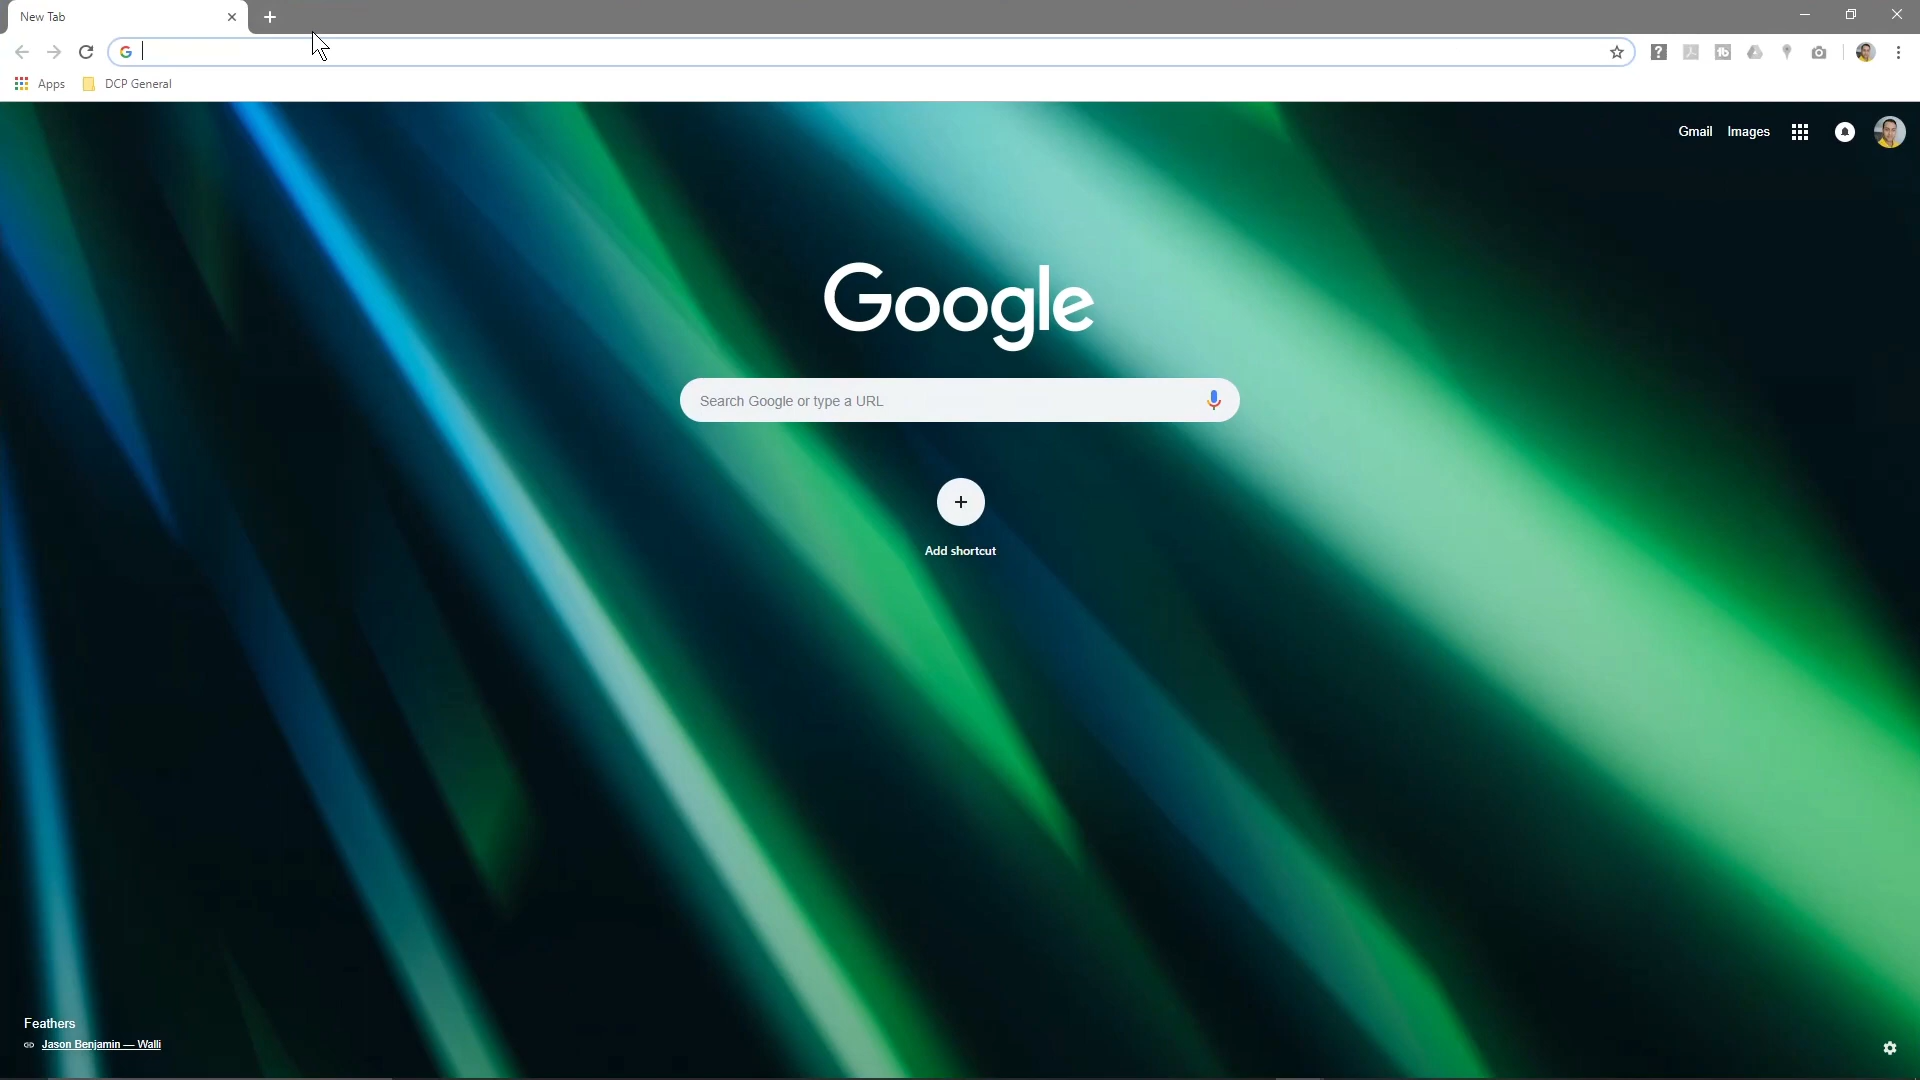 New Tab
Apps
DCP General
Gmail
Images
Google
Search Google or type a URL
Add shortcut
Feathers
Jason Benjamin — Walli